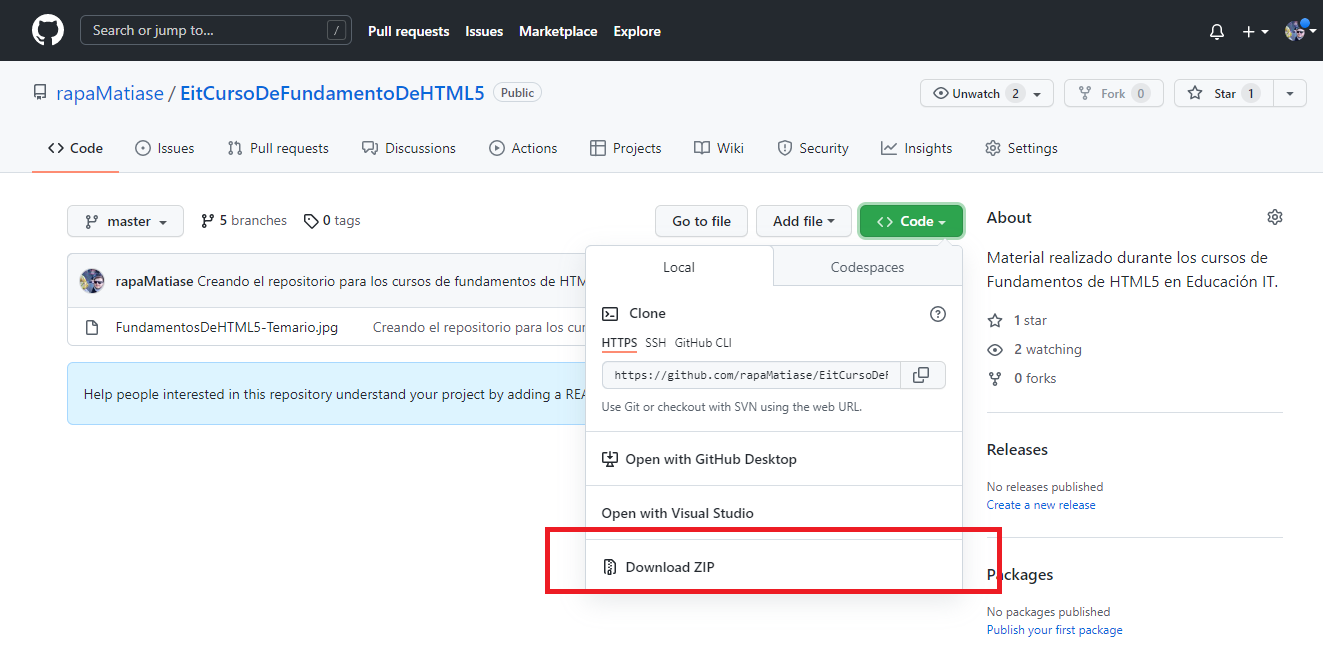 Search or jump to... /
Pull requests Issues Marketplace Explore
rapaMatiase / EitCursoDeFundamentoDeHTML5 Public
Unwatch 2 Fork 0 Star 1
Code Issues Pull requests Discussions Actions Projects Wiki Security Insights Settings
master 5 branches 0 tags
Go to file Add file Code
rapaMatiase Creando el repositorio para los cursos de fundamentos de HTM
FundamentosDeHTML5-Temario.jpg Creando el repositorio para los cur
Help people interested in this repository understand your project by adding a REA
Local Codespaces
Clone
HTTPS SSH GitHub CLI
https://github.com/rapaMatiase/EitCursoDeF
Use Git or checkout with SVN using the web URL.
Open with GitHub Desktop
Open with Visual Studio
Download ZIP
About
Material realizado durante los cursos de
Fundamentos de HTML5 en Educación IT.
1 star
2 watching
0 forks
Releases
No releases published
Create a new release
Packages
No packages published
Publish your first package